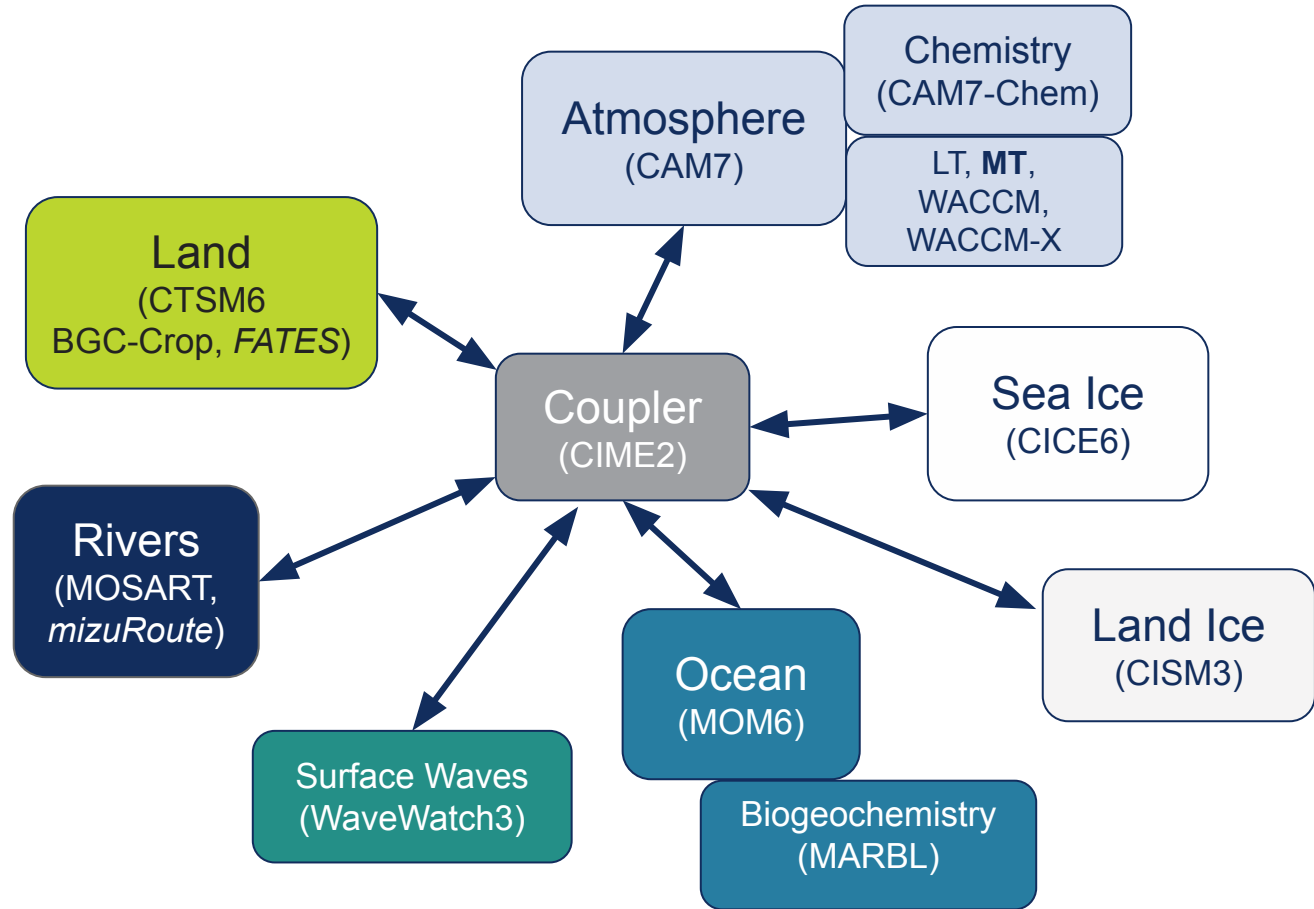 Chemistry
(CAM7-Chem)
Atmosphere
(CAM7)
LT, MT,
WACCM,
WACCM-X
Land
(CTSM6
BGC-Crop, FATES)
Coupler
(CIME2)
Sea Ice
(CICE6)
Rivers
(MOSART,
mizuRoute)
Land Ice
(CISM3)
Ocean
(MOM6)
Surface Waves
(WaveWatch3)
Biogeochemistry
(MARBL)